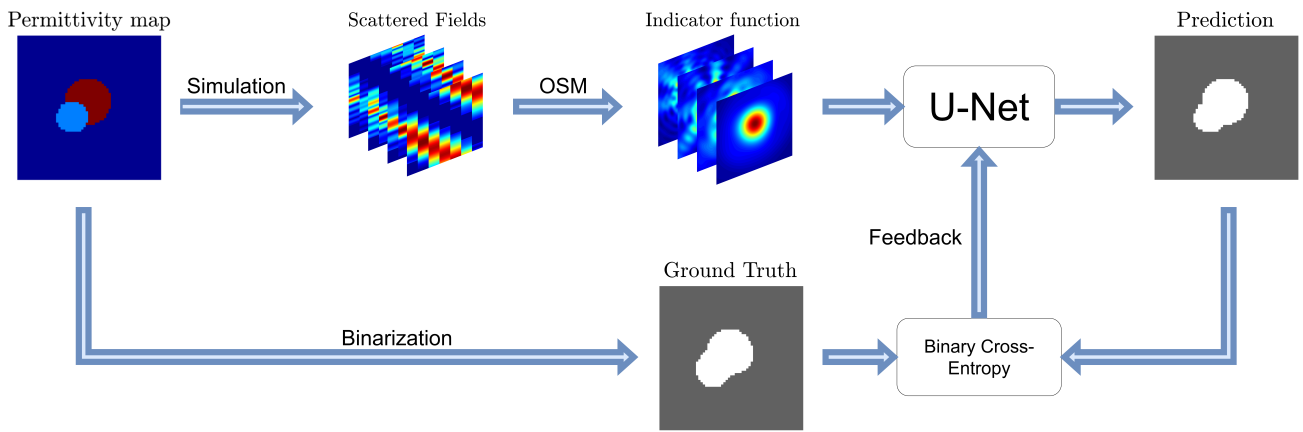 Permittivity map
Scattered Fields
Indicator function
Prediction
Simulation
OSM
U-Net
Feedback
Ground Truth
Binarization
Binary Cross-
Entropy